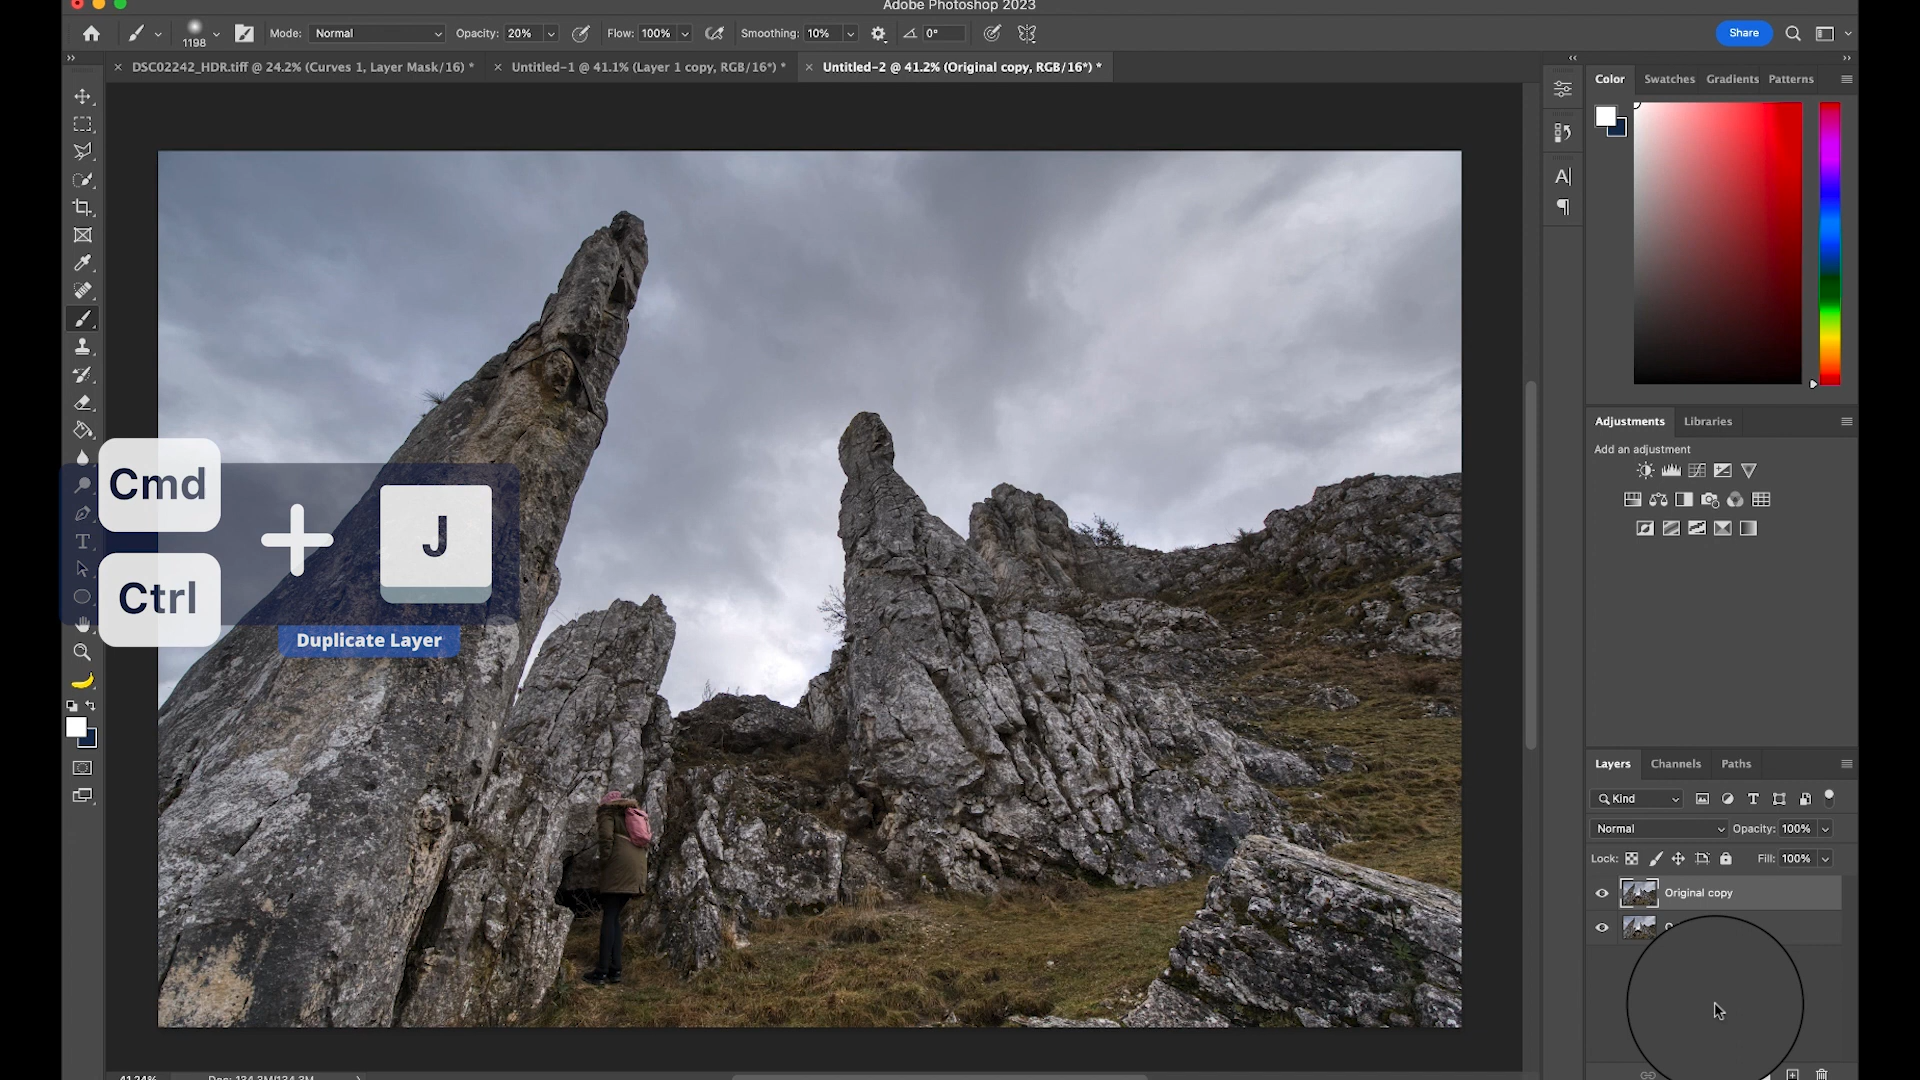 Adobe Photoshop 2023
1198
Mode: Normal
Opacity: 20%
Flow: 100%
Smoothing: 10%
0°
Share
DSC02242_HDR.tiff @ 24.2% (Curves 1, Layer Mask/16) *
Untitled-1 @ 41.1% (Layer 1 copy, RGB/16*) *
Untitled-2 @ 41.2% (Original copy, RGB/16*) *
Color
Swatches
Gradients
Patterns
Cmd
Ctrl
J
Duplicate Layer
Adjustments
Libraries
Add an adjustment
Layers
Channels
Paths
Kind
Normal
Opacity: 100%
Lock:
Fill: 100%
Original copy